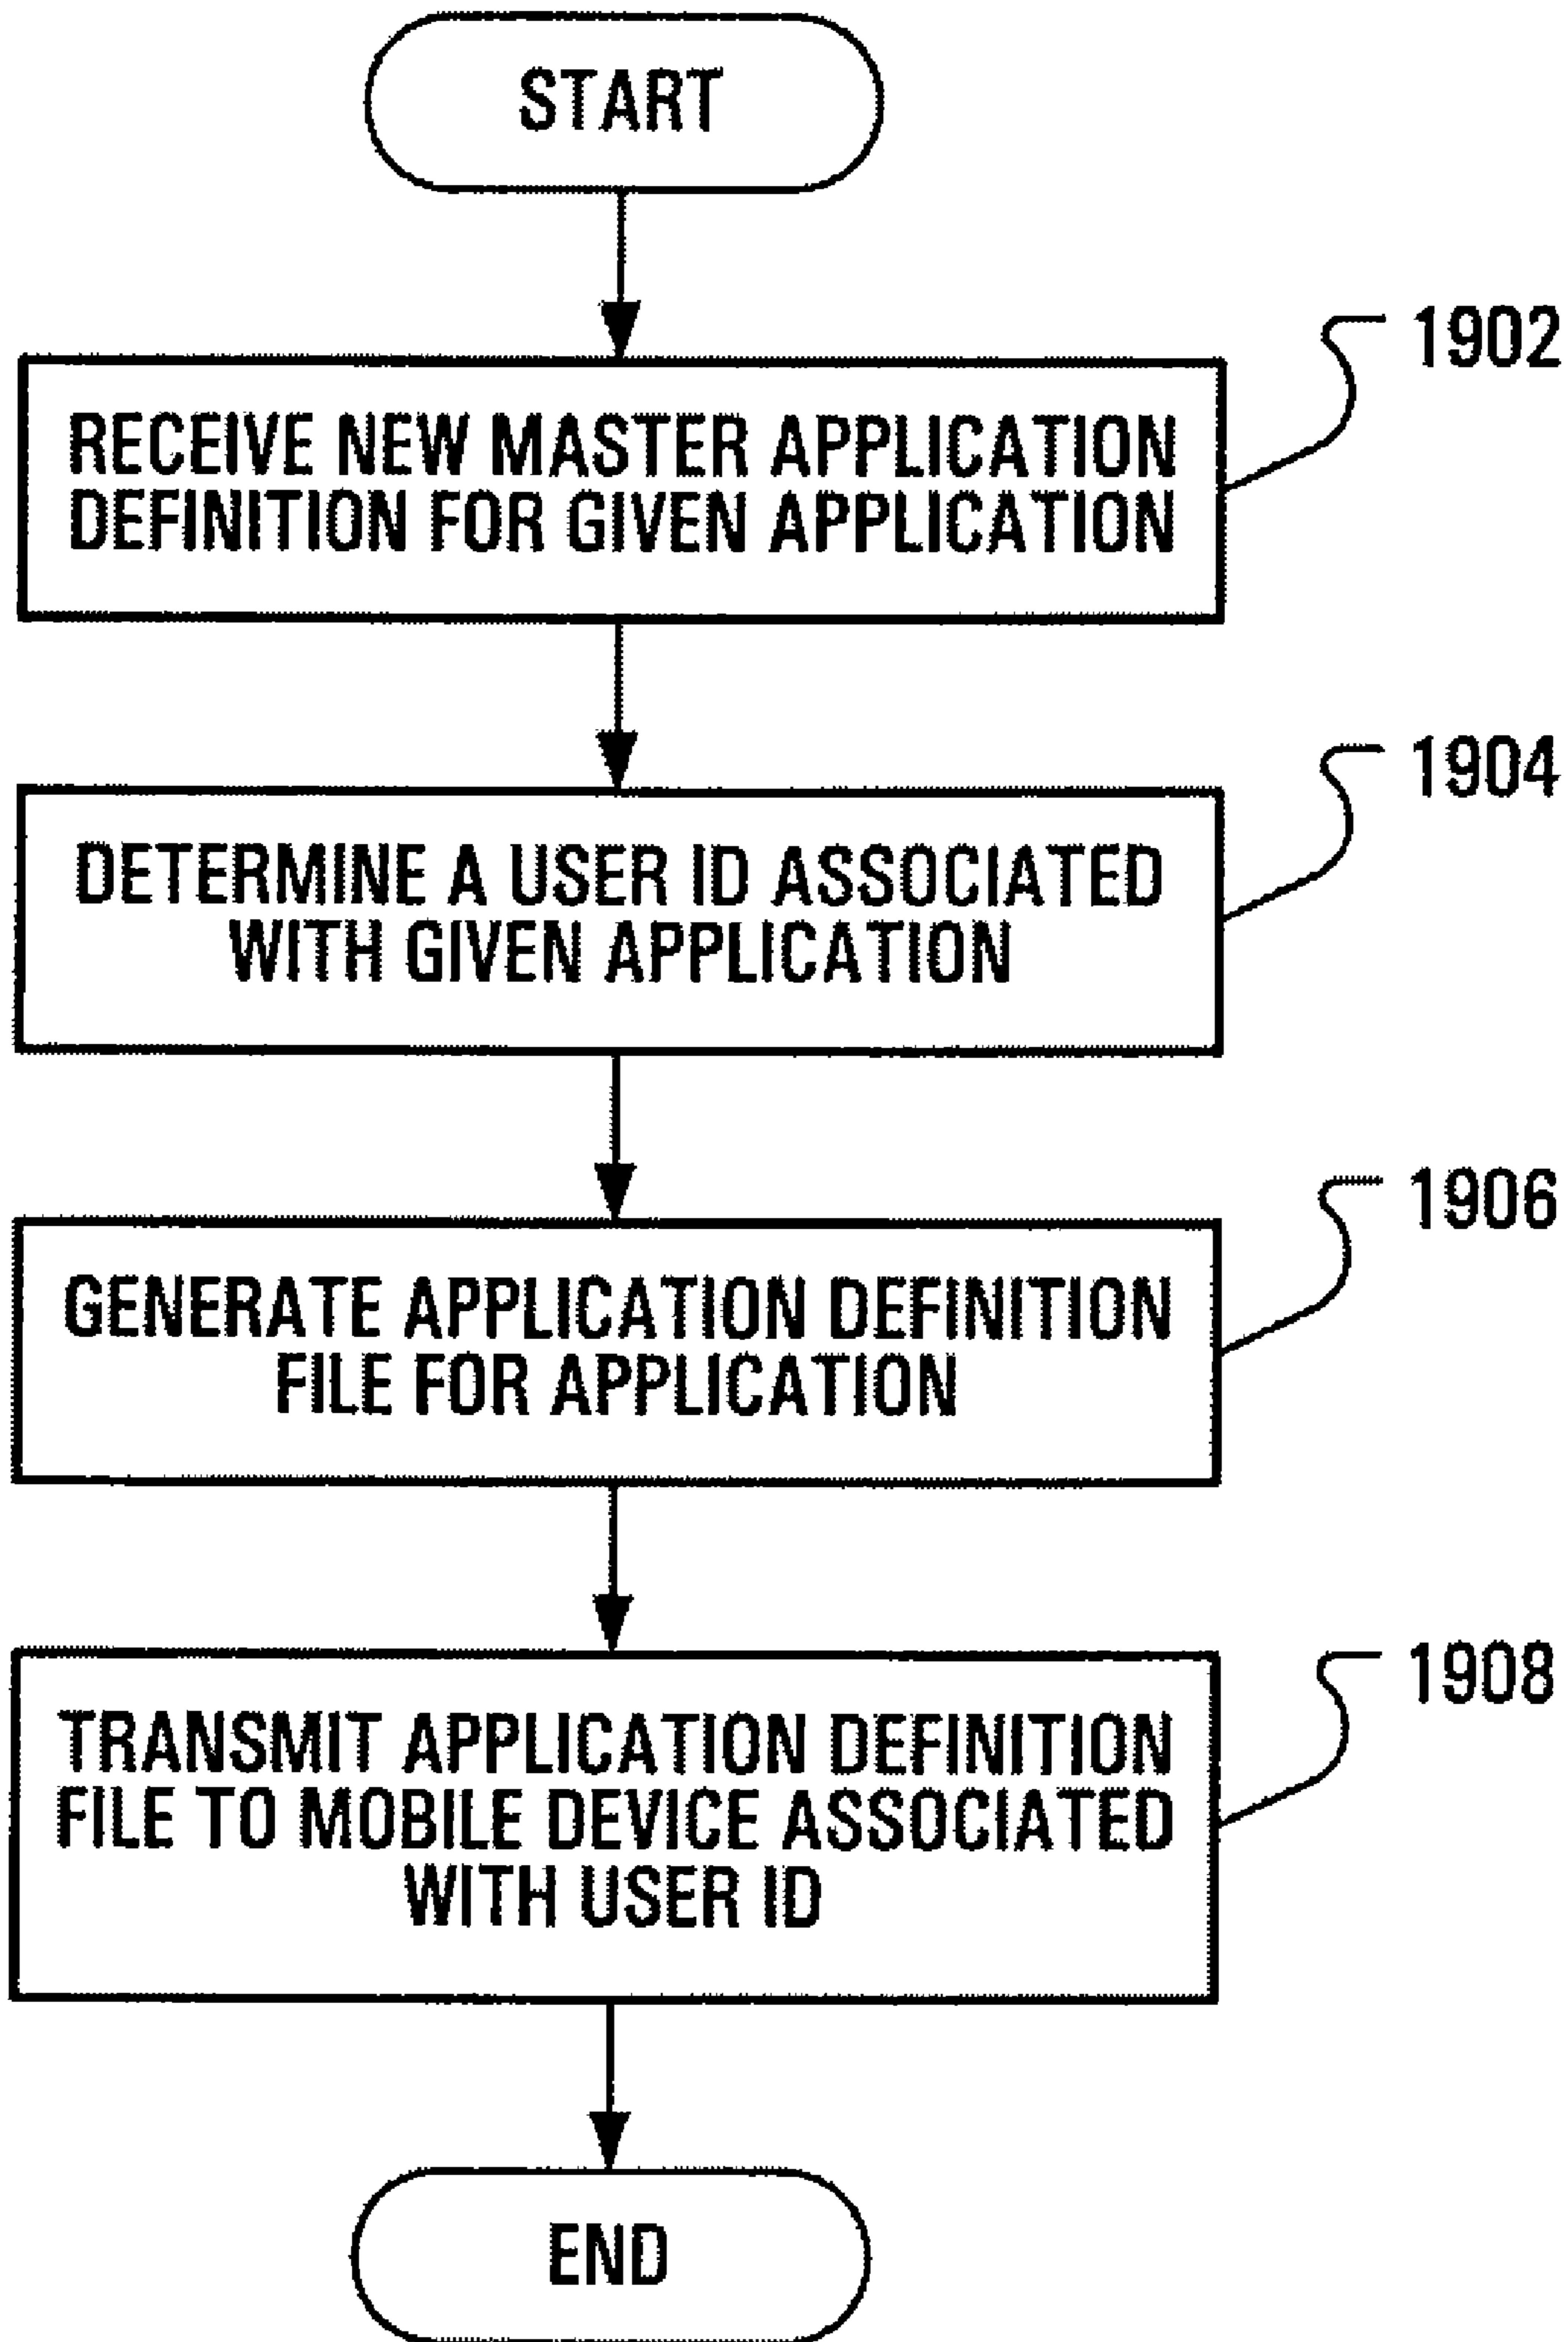 START
1902
RECEIVE NEW MASTER APPLICATION
DEFINITION FOR GIVEN APPLICATION
1904
DETERMINE A USER ID ASSOCIATED
WITH GIVEN APPLICATION
1906
GENERATE APPLICATION DEFINITION
FILE FOR APPLICATION
1908
TRANSMIT APPLICATION DEFINITION
FILE TO MOBILE DEVICE ASSOCIATED
WITH USER ID
END